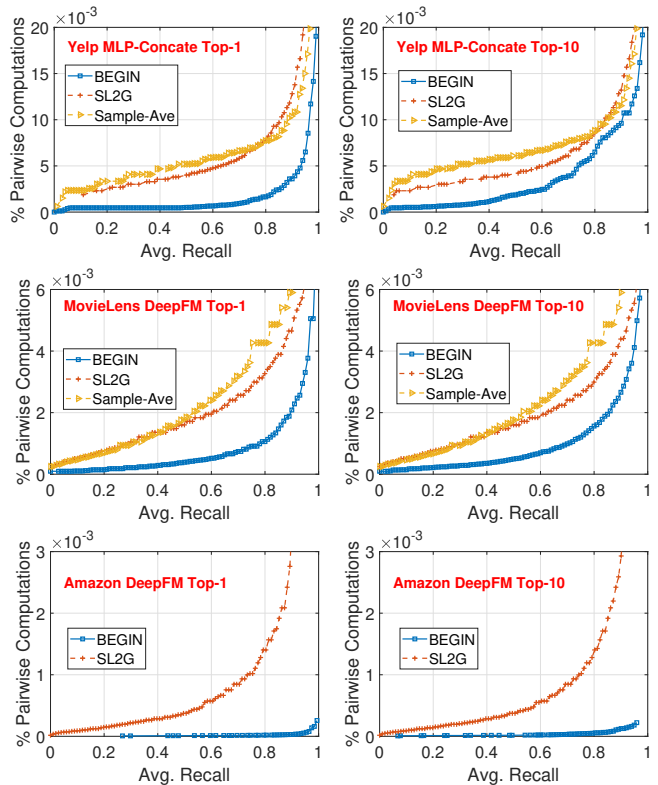 ×10⁻³
Yelp MLP-Concate Top-1
BEGIN
SL2G
Sample-Ave
% Pairwise Computations
0 5 10 15 20
0 0.2 0.4 0.6 0.8 1
Avg. Recall
×10⁻³
Yelp MLP-Concate Top-10
BEGIN
SL2G
Sample-Ave
% Pairwise Computations
0 5 10 15 20
0 0.2 0.4 0.6 0.8 1
Avg. Recall
×10⁻³
MovieLens DeepFM Top-1
BEGIN
SL2G
Sample-Ave
% Pairwise Computations
0 2 4 6
0 0.2 0.4 0.6 0.8 1
Avg. Recall
×10⁻³
MovieLens DeepFM Top-10
BEGIN
SL2G
Sample-Ave
% Pairwise Computations
0 2 4 6
0 0.2 0.4 0.6 0.8 1
Avg. Recall
×10⁻³
Amazon DeepFM Top-1
BEGIN
SL2G
% Pairwise Computations
0 1 2 3
0 0.2 0.4 0.6 0.8 1
Avg. Recall
×10⁻³
Amazon DeepFM Top-10
BEGIN
SL2G
% Pairwise Computations
0 1 2 3
0 0.2 0.4 0.6 0.8 1
Avg. Recall